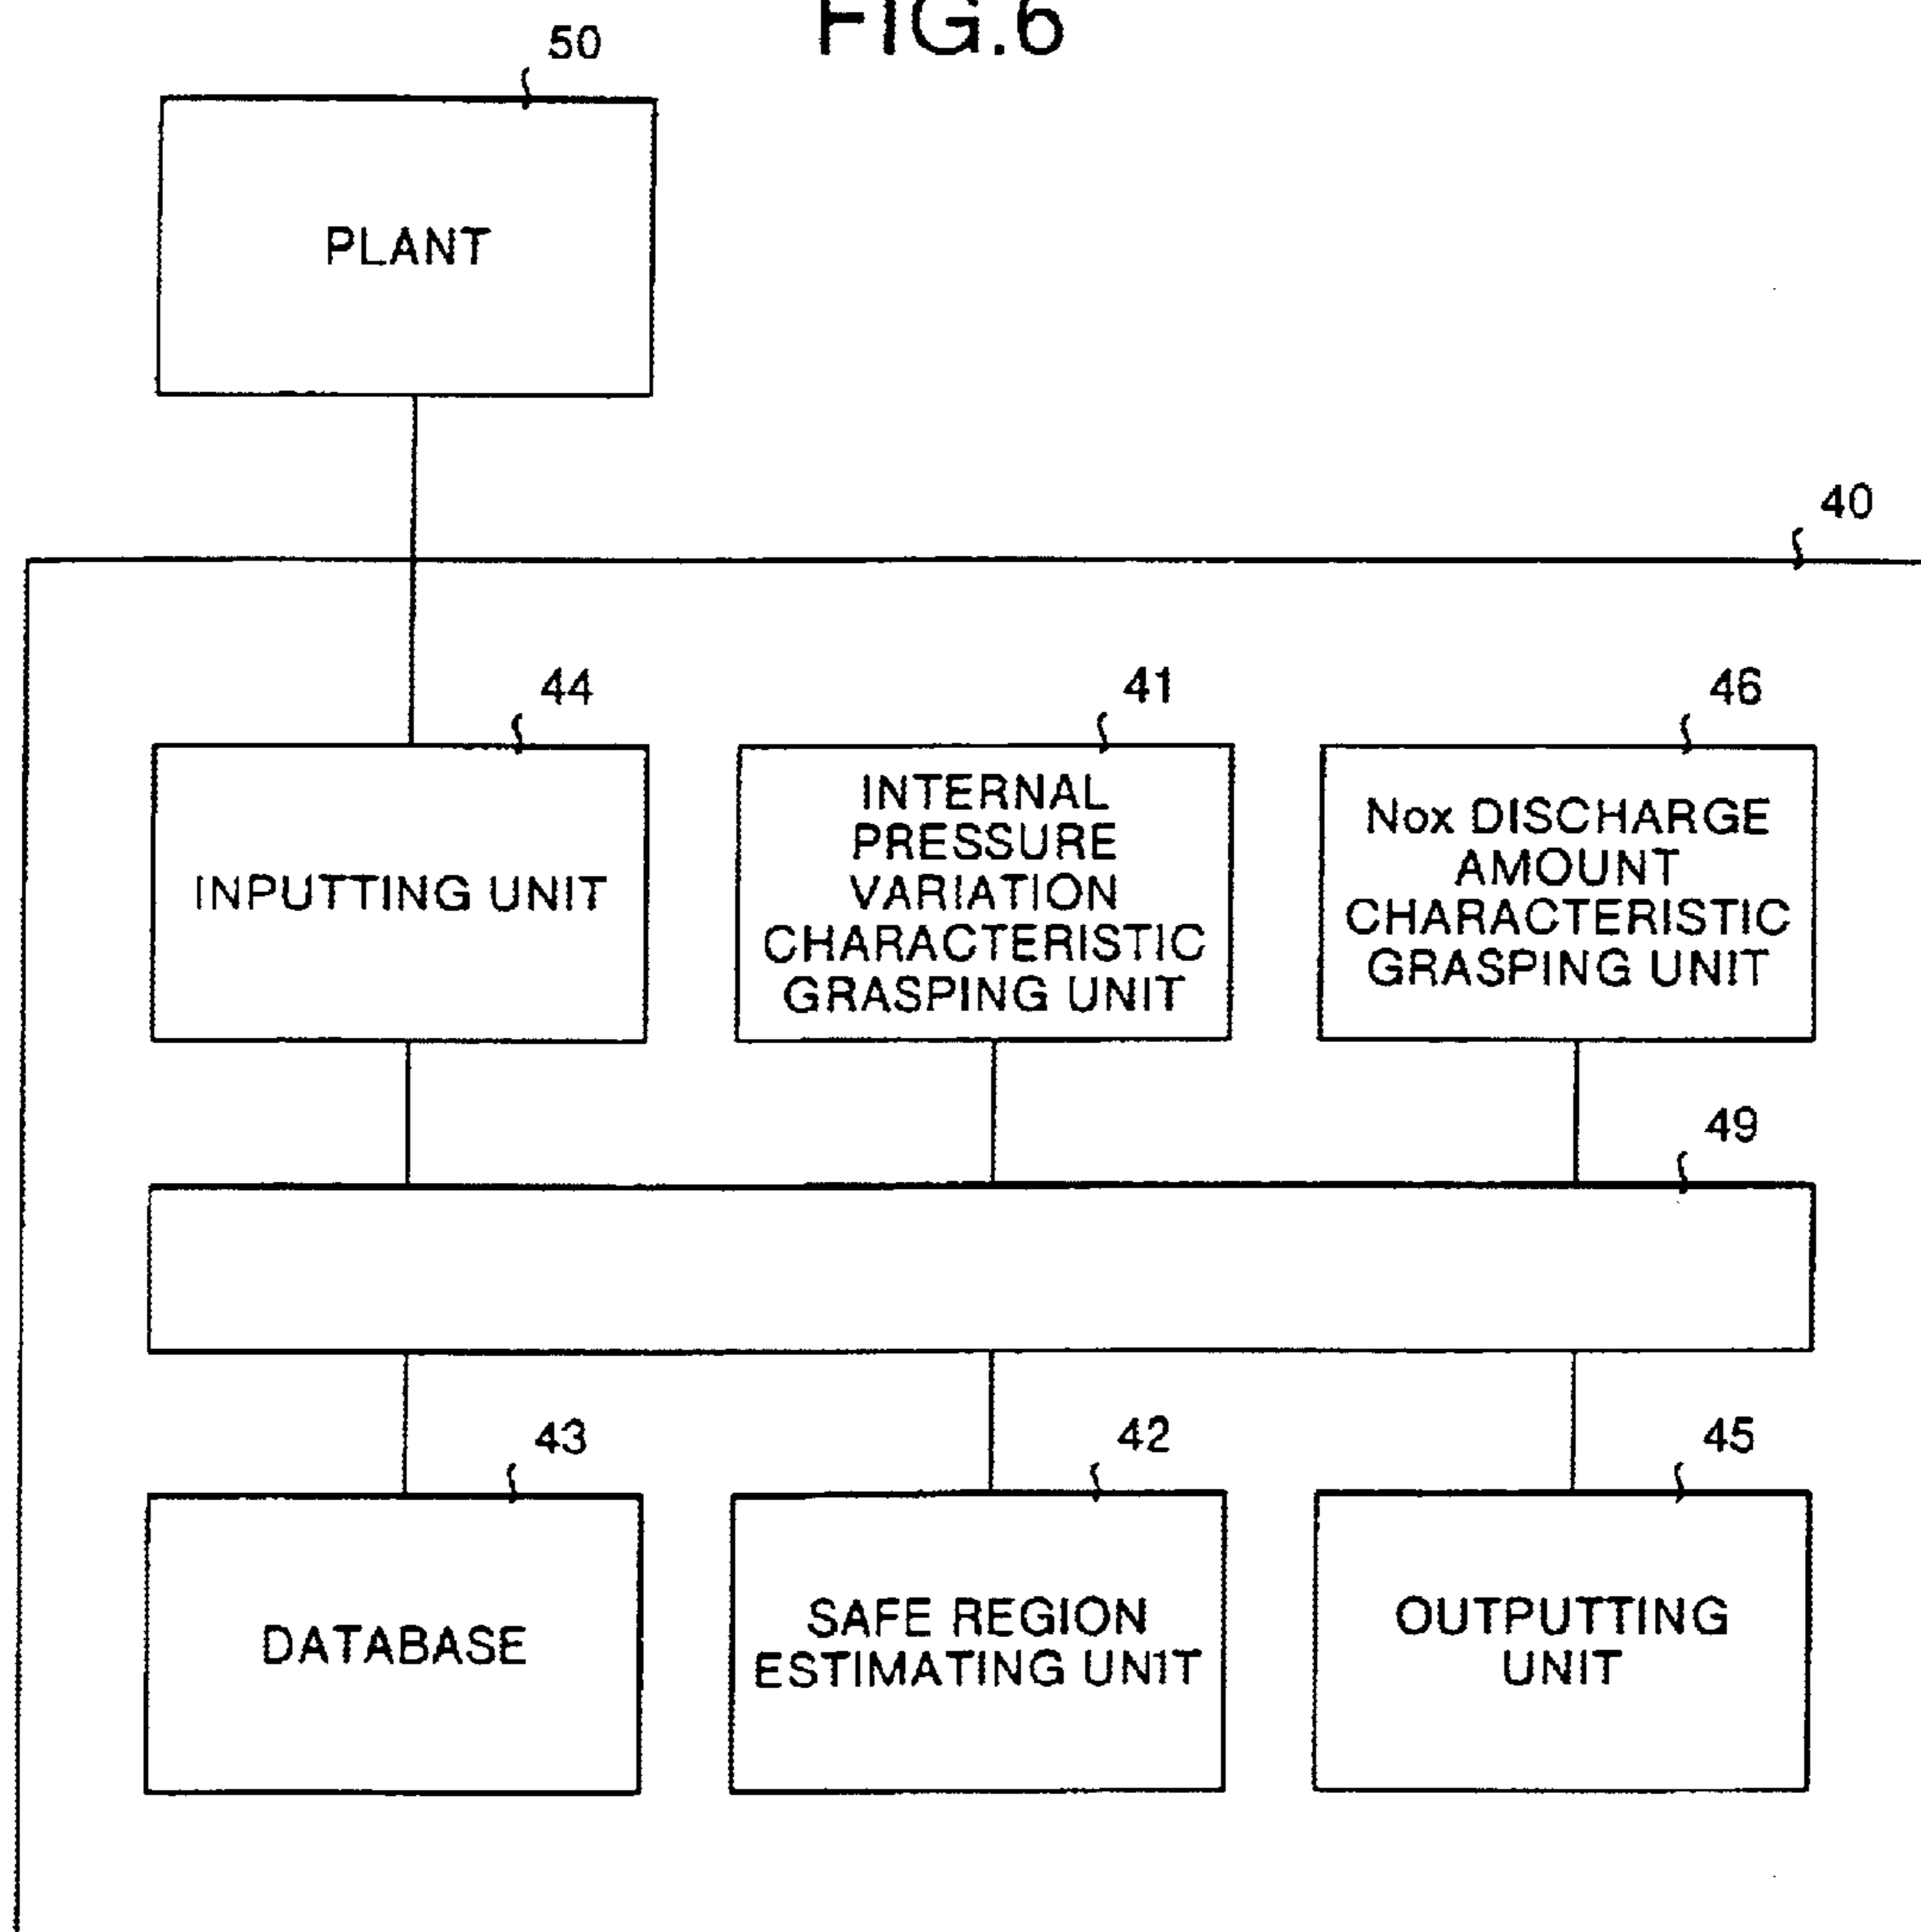 FIG.6
50
PLANT
40
44
41
46
INPUTTING UNIT
INTERNAL
PRESSURE
VARIATION
CHARACTERISTIC
GRASPING UNIT
Nox DISCHARGE
AMOUNT
CHARACTERISTIC
GRASPING UNIT
49
43
42
45
DATABASE
SAFE REGION
ESTIMATING UNIT
OUTPUTTING
UNIT